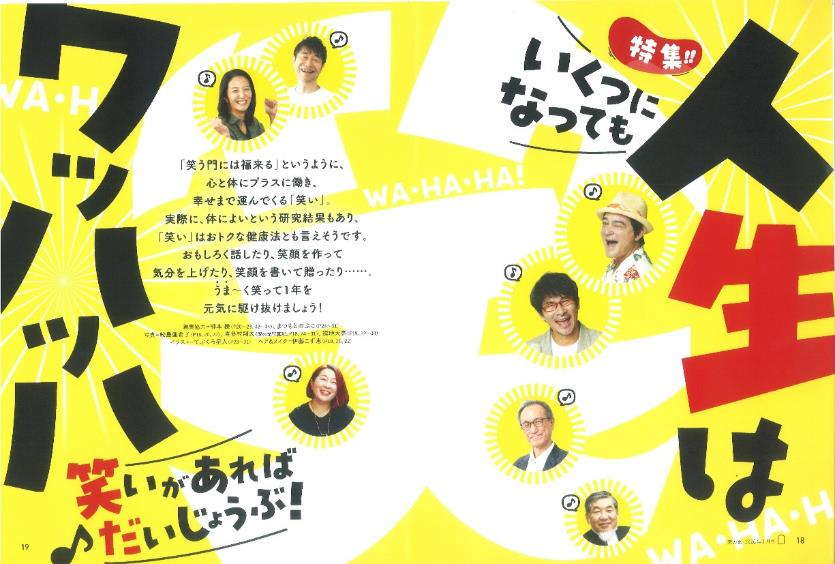 特集!!
いくつに
なっても
人生は
ワッハッハ
WA・HA・HA!
「笑う門には福来る」というように、
心と体にプラスに働き、
幸せまで運んでくる「笑い」。
実際に、体によいという研究結果もあり、
「笑い」はおトクな健康法とも言えそうです。
おもしろく話したり、笑顔を作って
気分を上げたり、笑顔を書いて贈ったり……。
うま〜く笑って1年を
元気に駆け抜けましょう!
笑いがあれば
だいじょうぶ!
WA・H
WA・HA・H
19
18